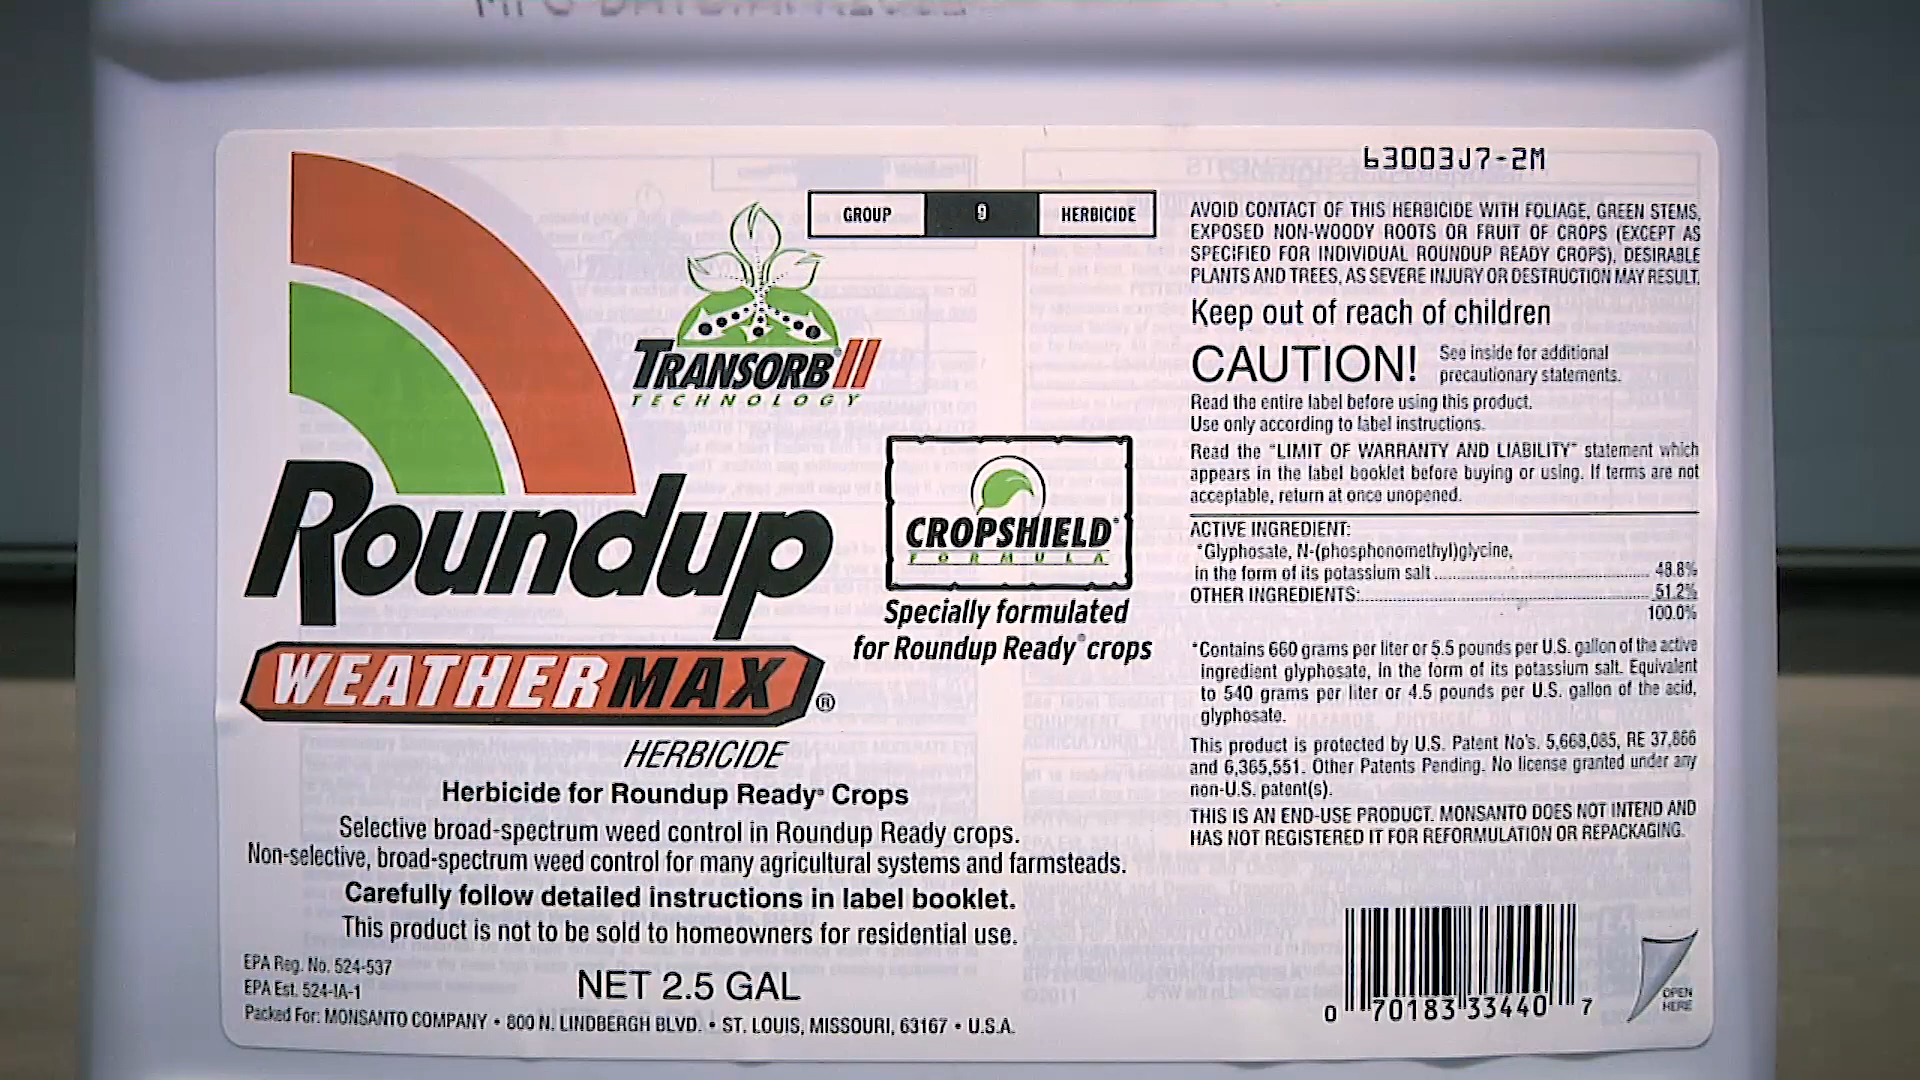 63003J7-2M
GROUP 9 HERBICIDE
TRANSORB® II
TECHNOLOGY
Roundup
WEATHERMAX®
CROPSHIELD®
FORMULA
Specially formulated
for Roundup Ready® crops
HERBICIDE
Herbicide for Roundup Ready® Crops
Selective broad-spectrum weed control in Roundup Ready crops.
Non-selective, broad-spectrum weed control for many agricultural systems and farmsteads.
Carefully follow detailed instructions in label booklet.
This product is not to be sold to homeowners for residential use.
EPA Reg. No. 524-537
EPA Est. 524-IA-1
NET 2.5 GAL
Packed For: MONSANTO COMPANY • 800 N. LINDBERGH BLVD. • ST. LOUIS, MISSOURI, 63167 • U.S.A.
AVOID CONTACT OF THIS HERBICIDE WITH FOLIAGE, GREEN STEMS,
EXPOSED NON-WOODY ROOTS OR FRUIT OF CROPS (EXCEPT AS
SPECIFIED FOR INDIVIDUAL ROUNDUP READY CROPS), DESIRABLE
PLANTS AND TREES, AS SEVERE INJURY OR DESTRUCTION MAY RESULT.
Keep out of reach of children
CAUTION!
See inside for additional
precautionary statements.
Read the entire label before using this product.
Use only according to label instructions.
Read the "LIMIT OF WARRANTY AND LIABILITY" statement which
appears in the label booklet before buying or using. If terms are not
acceptable, return at once unopened.
ACTIVE INGREDIENT:
*Glyphosate, N-(phosphonomethyl)glycine,
in the form of its potassium salt .......... 48.8%
OTHER INGREDIENTS:.......... 51.2%
100.0%
*Contains 660 grams per liter or 5.5 pounds per U.S. gallon of the active
ingredient glyphosate, in the form of its potassium salt. Equivalent
to 540 grams per liter or 4.5 pounds per U.S. gallon of the acid,
glyphosate.
This product is protected by U.S. Patent No's. 5,668,085, RE 37,866
and 6,365,551. Other Patents Pending. No license granted under any
non-U.S. patent(s).
THIS IS AN END-USE PRODUCT. MONSANTO DOES NOT INTEND AND
HAS NOT REGISTERED IT FOR REFORMULATION OR REPACKAGING.
0 70183 33440 7
OPEN
HERE